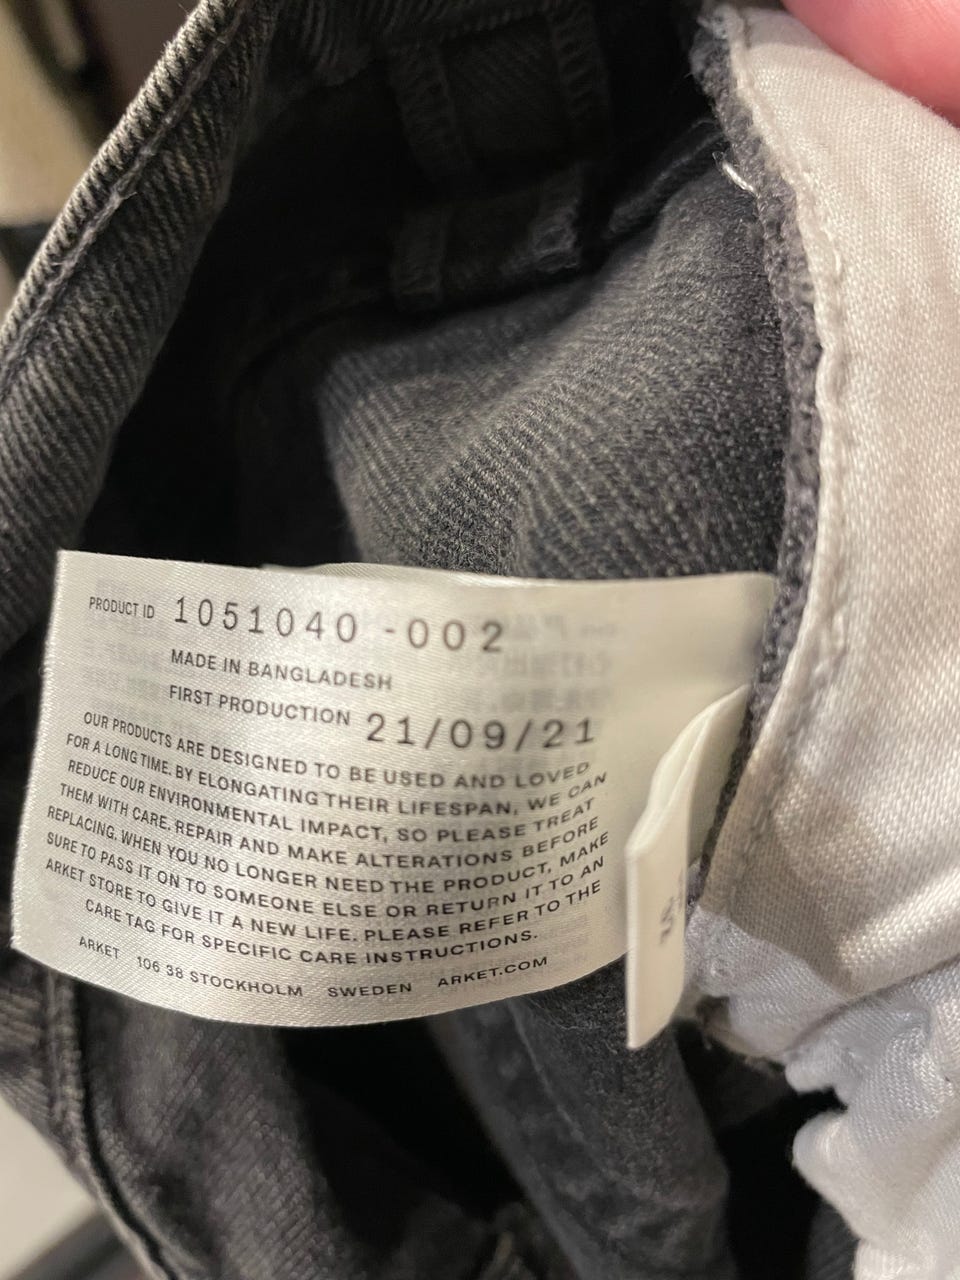 PRODUCT ID 1051040-002
MADE IN BANGLADESH
FIRST PRODUCTION 21/09/21
OUR PRODUCTS ARE DESIGNED TO BE USED AND LOVED
FOR A LONG TIME. BY ELONGATING THEIR LIFESPAN, WE CAN
REDUCE OUR ENVIRONMENTAL IMPACT, SO PLEASE TREAT
THEM WITH CARE. REPAIR AND MAKE ALTERATIONS BEFORE
REPLACING. WHEN YOU NO LONGER NEED THE PRODUCT, MAKE
SURE TO PASS IT ON TO SOMEONE ELSE OR RETURN IT TO AN
ARKET STORE TO GIVE IT A NEW LIFE. PLEASE REFER TO THE
CARE TAG FOR SPECIFIC CARE INSTRUCTIONS.
ARKET 106 38 STOCKHOLM SWEDEN ARKET.COM